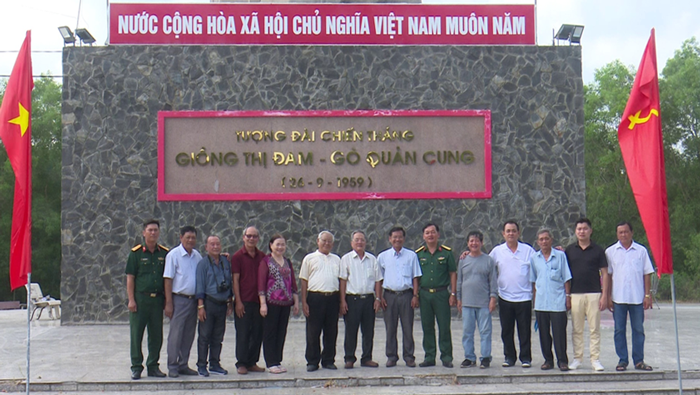 NƯỚC CỘNG HÒA XÃ HỘI CHỦ NGHĨA VIỆT NAM MUÔN NĂM
TƯỢNG ĐÀI CHIẾN THẮNG
GIỒNG THỊ ĐAM - GÒ QUẢN CUNG
( 26 - 9 - 1959 )